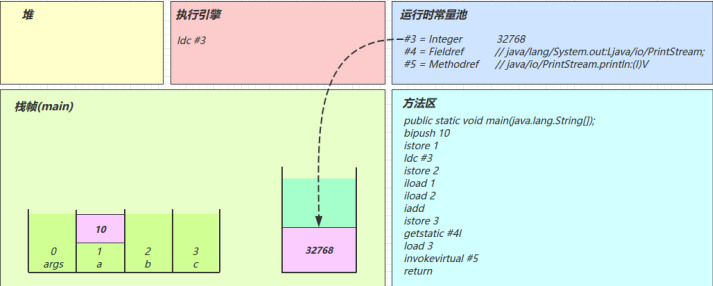 堆
执行引擎
ldc #3
运行时常量池
#3 = Integer 32768
#4 = Fieldref // java/lang/System.out:Ljava/io/PrintStream;
#5 = Methodref // java/io/PrintStream.println:(I)V
栈帧(main)
10
0 1 2 3
args a b c
32768
方法区
public static void main(java.lang.String[]);
bipush 10
istore 1
ldc #3
istore 2
iload 1
iload 2
iadd
istore 3
getstatic #4l
load 3
invokevirtual #5
return